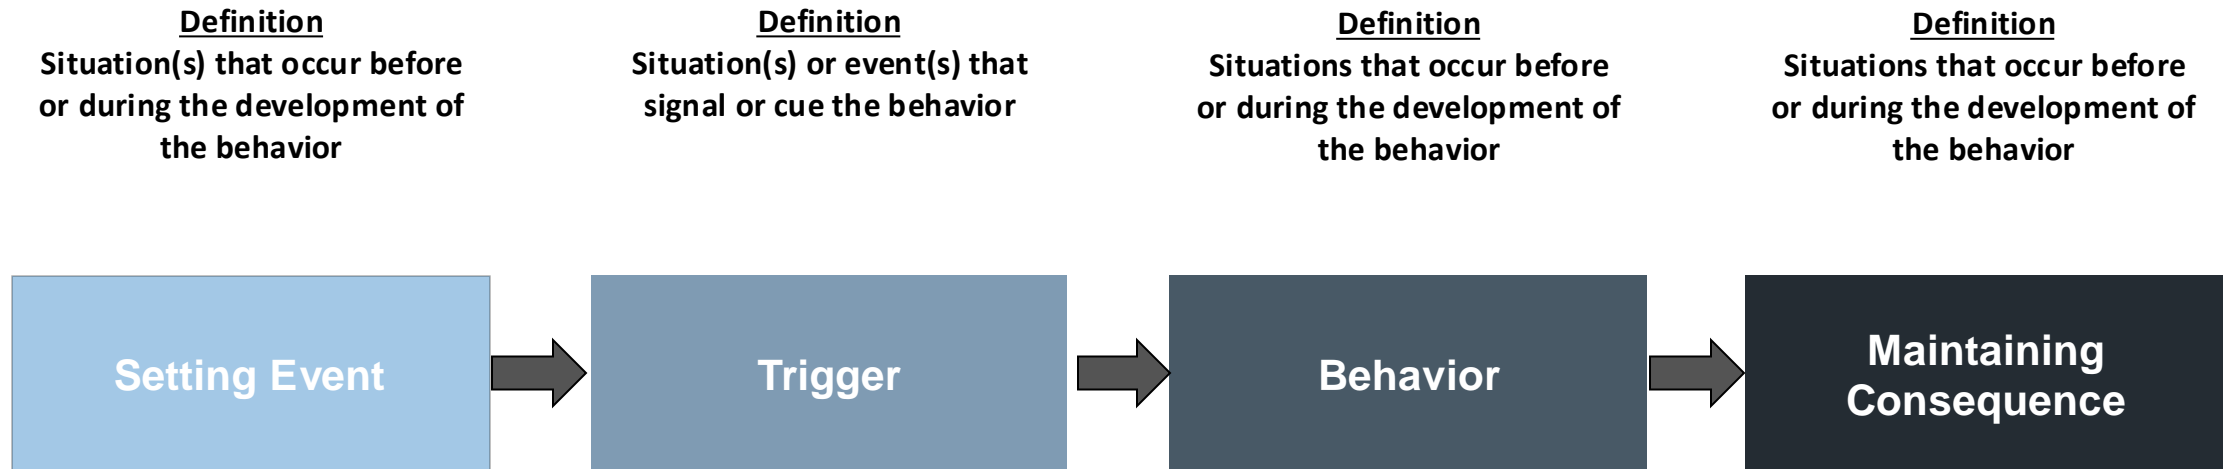 Definition
Situation(s) that occur before
or during the development of
the behavior
Definition
Situation(s) or event(s) that
signal or cue the behavior
Definition
Situations that occur before
or during the development of
the behavior
Definition
Situations that occur before
or during the development of
the behavior
Setting Event
Trigger
Behavior
Maintaining
Consequence